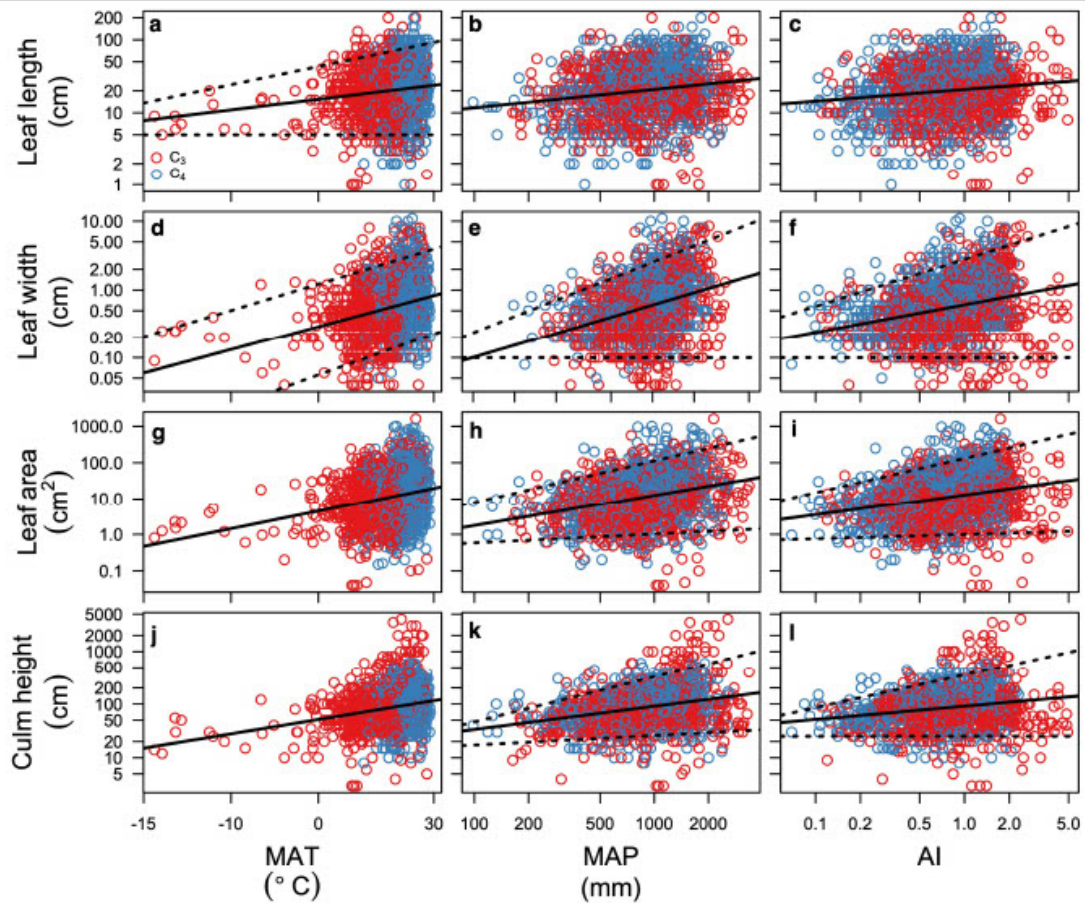 a
b
c
Leaf length
(cm)
200
100
50
20
10
5
2
1
C3
C4
d
e
f
Leaf width
(cm)
10.00
5.00
2.00
1.00
0.50
0.20
0.10
0.05
g
h
i
Leaf area
(cm²)
1000.0
100.0
10.0
1.0
0.1
j
k
l
Culm height
(cm)
5000
2000
1000
500
200
100
50
20
10
5
-15 -10 0 30
100 200 500 1000 2000
0.1 0.2 0.5 1.0 2.0 5.0
MAT
(° C)
MAP
(mm)
AI